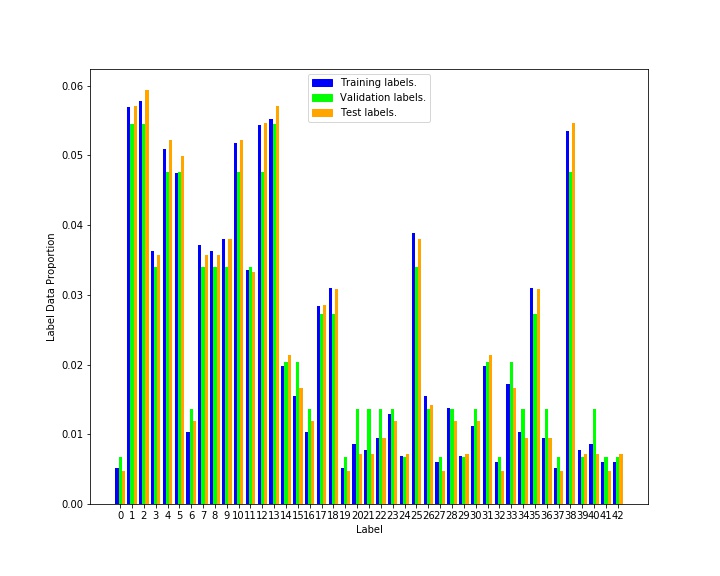 Training labels.
Validation labels.
Test labels.
0.06
0.05
0.04
0.03
0.02
0.01
0.00
Label Data Proportion
0 1 2 3 4 5 6 7 8 9 10 11 12 13 14 15 16 17 18 19 20 21 22 23 24 25 26 27 28 29 30 31 32 33 34 35 36 37 38 39 40 41 42
Label